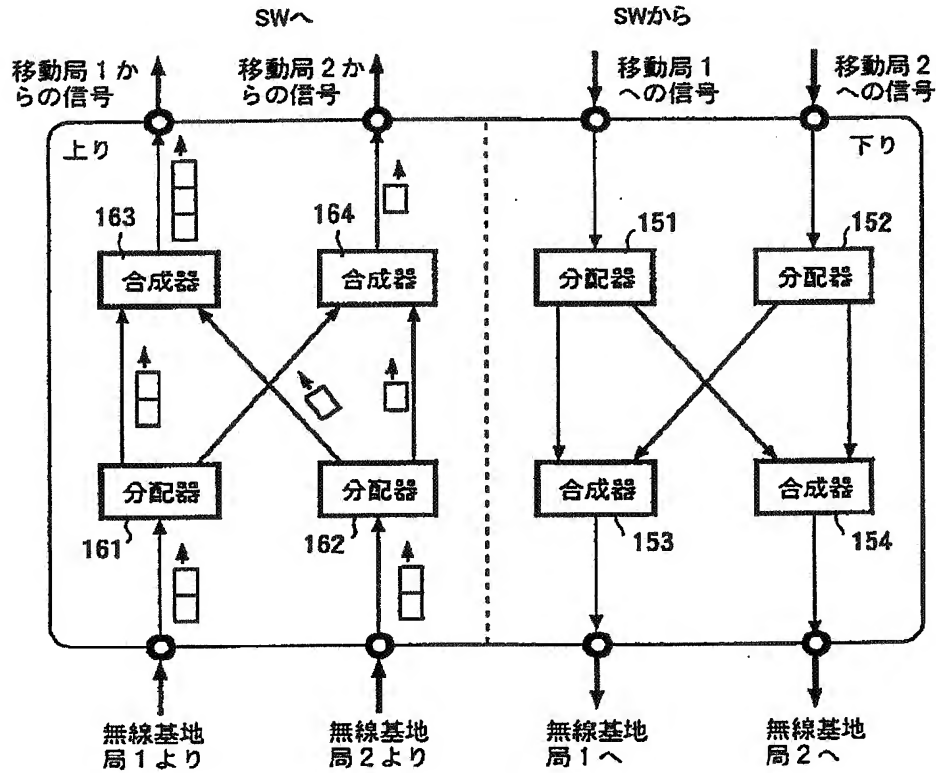 SWへ
SWから
移動局1か
らの信号
移動局2か
らの信号
移動局1
への信号
移動局2
への信号
上り
下り
163
164
151
152
合成器
合成器
分配器
分配器
分配器
分配器
合成器
合成器
161
162
153
154
無線基地
局1より
無線基地
局2より
無線基地
局1へ
無線基地
局2へ